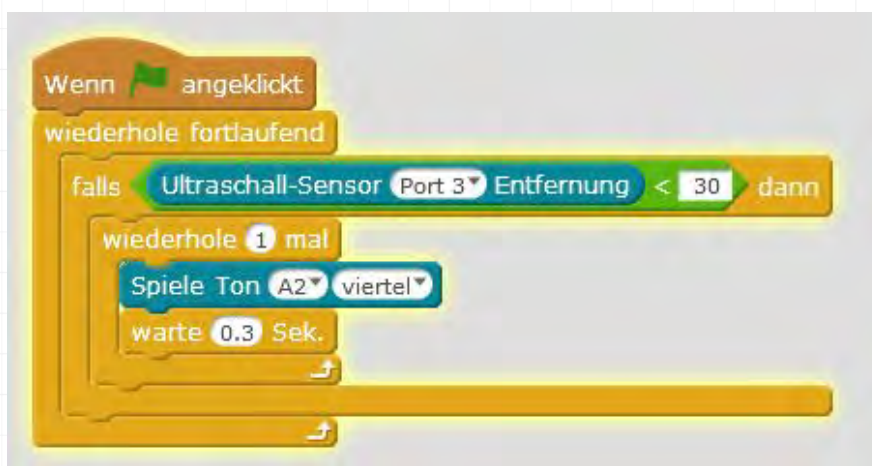 Wenn angeklickt
wiederhole fortlaufend
falls Ultraschall-Sensor Port 3 Entfernung < 30 dann
wiederhole 1 mal
Spiele Ton A2 viertel
warte 0.3 Sek.